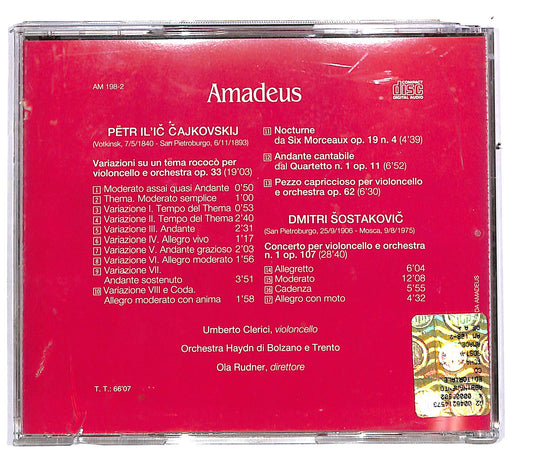 AM 198-2
Amadeus
COMPACT
disc
DIGITAL AUDIO
PËTR IL'IČ ČAJKOVSKIJ
(Votkinsk, 7/5/1840 - San Pietroburgo, 6/11/1893)
Variazioni su un tema rococò per
violoncello e orchestra op. 33 (19'03)
1 Moderato assai quasi Andante 0'50
2 Thema. Moderato semplice 1'00
3 Variazione I. Tempo del Thema 0'53
4 Variazione II. Tempo del Thema 2'40
5 Variazione III. Andante 2'31
6 Variazione IV. Allegro vivo 1'17
7 Variazione V. Andante grazioso 2'03
8 Variazione VI. Allegro moderato 1'56
9 Variazione VII.
Andante sostenuto 3'51
10 Variazione VIII e Coda.
Allegro moderato con anima 1'58
11 Nocturne
da Six Morceaux op. 19 n. 4 (4'39)
12 Andante cantabile
dal Quartetto n. 1 op. 11 (6'52)
13 Pezzo capriccioso per violoncello
e orchestra op. 62 (6'30)
DMITRI ŠOSTAKOVIČ
(San Pietroburgo, 25/9/1906 - Mosca, 9/8/1975)
Concerto per violoncello e orchestra
n. 1 op. 107 (28'40)
14 Allegretto 6'04
15 Moderato 12'08
16 Cadenza 5'55
17 Allegro con moto 4'32
Umberto Clerici, violoncello
Orchestra Haydn di Bolzano e Trento
Ola Rudner, direttore
T. T.: 66'07
DA AMADEUS